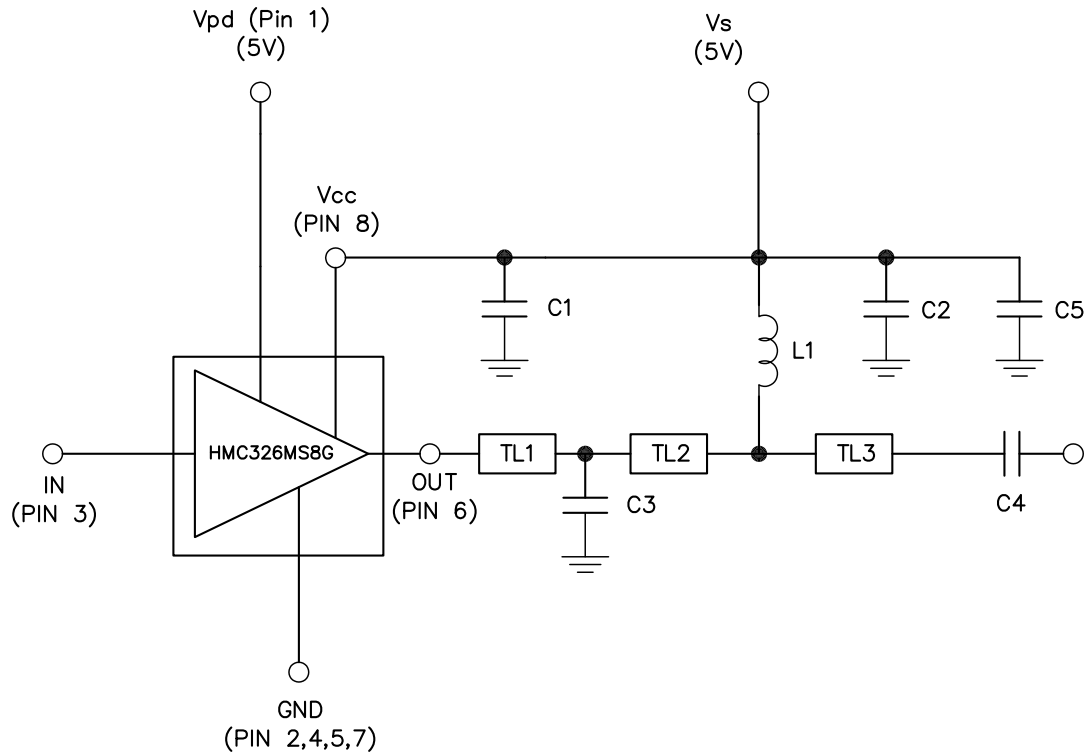 Vpd (Pin 1)
(5V)
Vs
(5V)
Vcc
(PIN 8)
C1
C2
C5
L1
HMC326MS8G
TL1
TL2
TL3
IN
(PIN 3)
OUT
(PIN 6)
C3
C4
GND
(PIN 2,4,5,7)